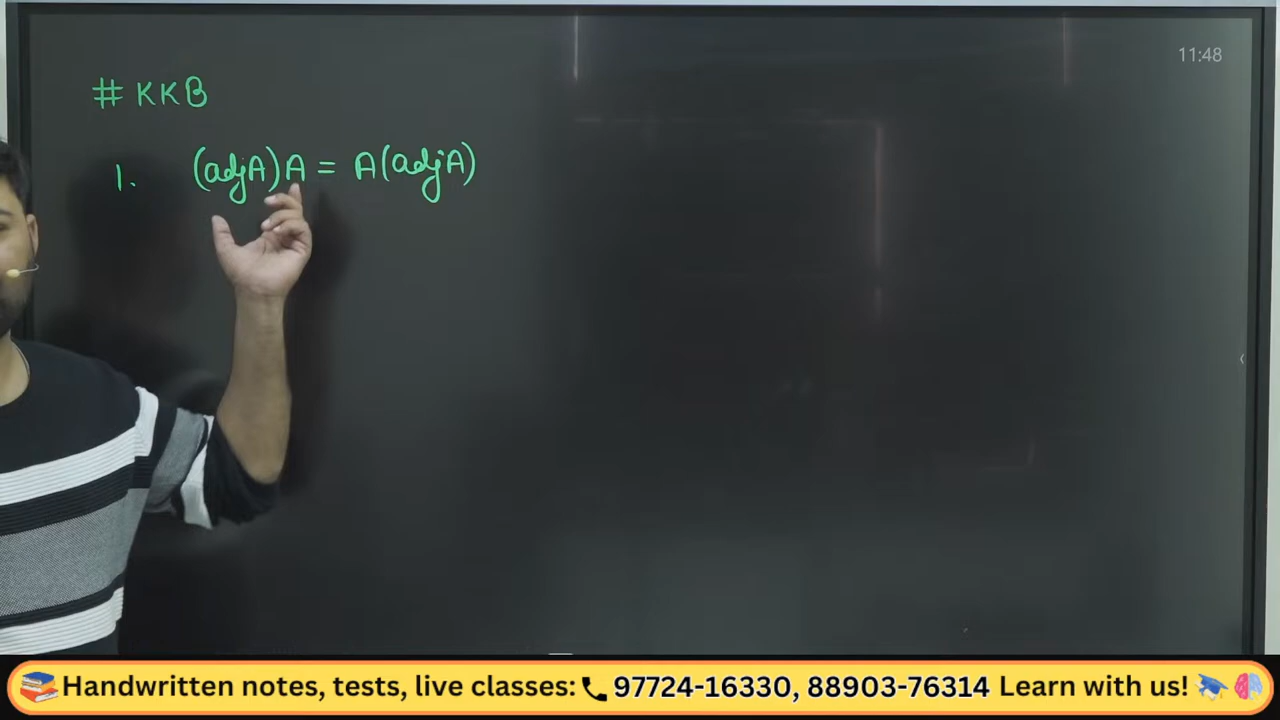 11:48
# KKB
1. (adjA)A = A(adjA)
Handwritten notes, tests, live classes: 97724-16330, 88903-76314 Learn with us!